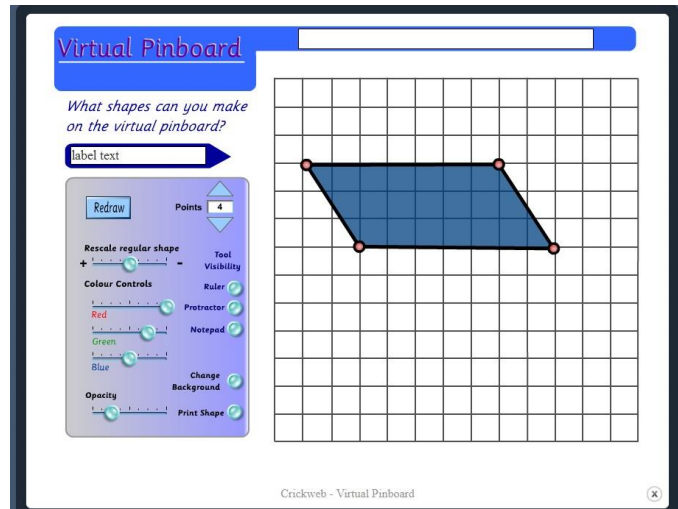 Virtual Pinboard
What shapes can you make
on the virtual pinboard?
label text
Redraw
Points 4
Rescale regular shape
+ -
Tool
Visibility
Colour Controls
Ruler
Red
Protractor
Green
Notepad
Blue
Change
Background
Opacity
Print Shape
Crickweb - Virtual Pinboard
x